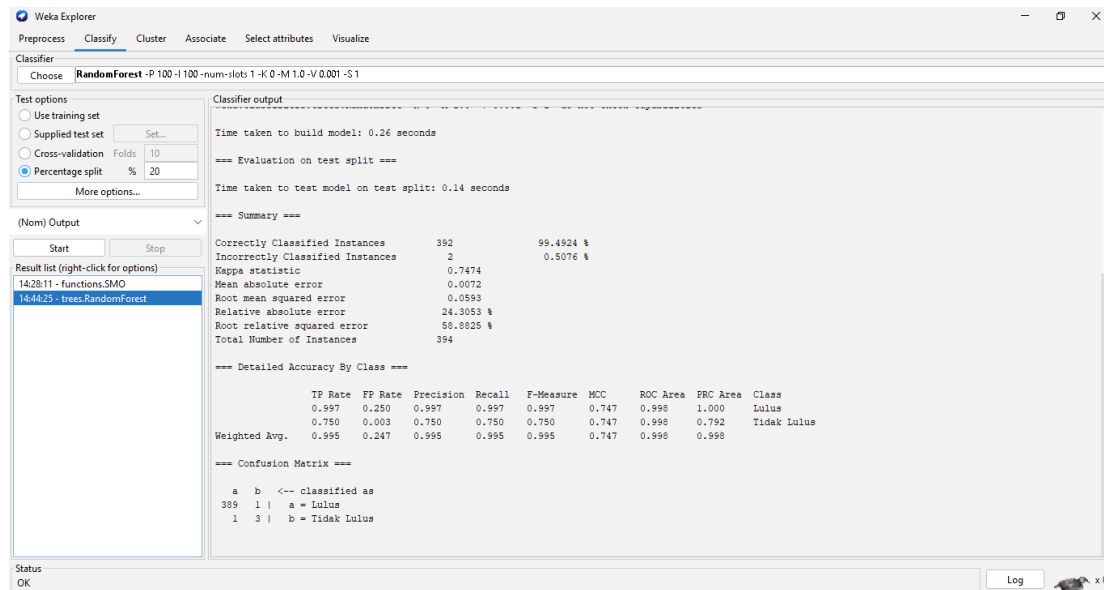 Weka Explorer
Preprocess Classify Cluster Associate Select attributes Visualize
Classifier
Choose RandomForest -P 100 -I 100 -num-slots 1 -K 0 -M 1.0 -V 0.001 -S 1
Test options
Use training set
Supplied test set Set...
Cross-validation Folds 10
Percentage split % 20
More options...
(Nom) Output
Start Stop
Result list (right-click for options)
14:28:11 - functions.SMO
14:44:25 - trees.RandomForest
Classifier output
Time taken to build model: 0.26 seconds
=== Evaluation on test split ===
Time taken to test model on test split: 0.14 seconds
=== Summary ===
Correctly Classified Instances 392 99.4924 %
Incorrectly Classified Instances 2 0.5076 %
Kappa statistic 0.7474
Mean absolute error 0.0072
Root mean squared error 0.0593
Relative absolute error 24.3053 %
Root relative squared error 58.8825 %
Total Number of Instances 394
=== Detailed Accuracy By Class ===
TP Rate FP Rate Precision Recall F-Measure MCC ROC Area PRC Area Class
0.997 0.250 0.997 0.997 0.997 0.747 0.998 1.000 Lulus
0.750 0.003 0.750 0.750 0.750 0.747 0.998 0.792 Tidak Lulus
Weighted Avg. 0.995 0.247 0.995 0.995 0.995 0.747 0.998 0.998
=== Confusion Matrix ===
a b <-- classified as
389 1 | a = Lulus
1 3 | b = Tidak Lulus
Status
OK
Log